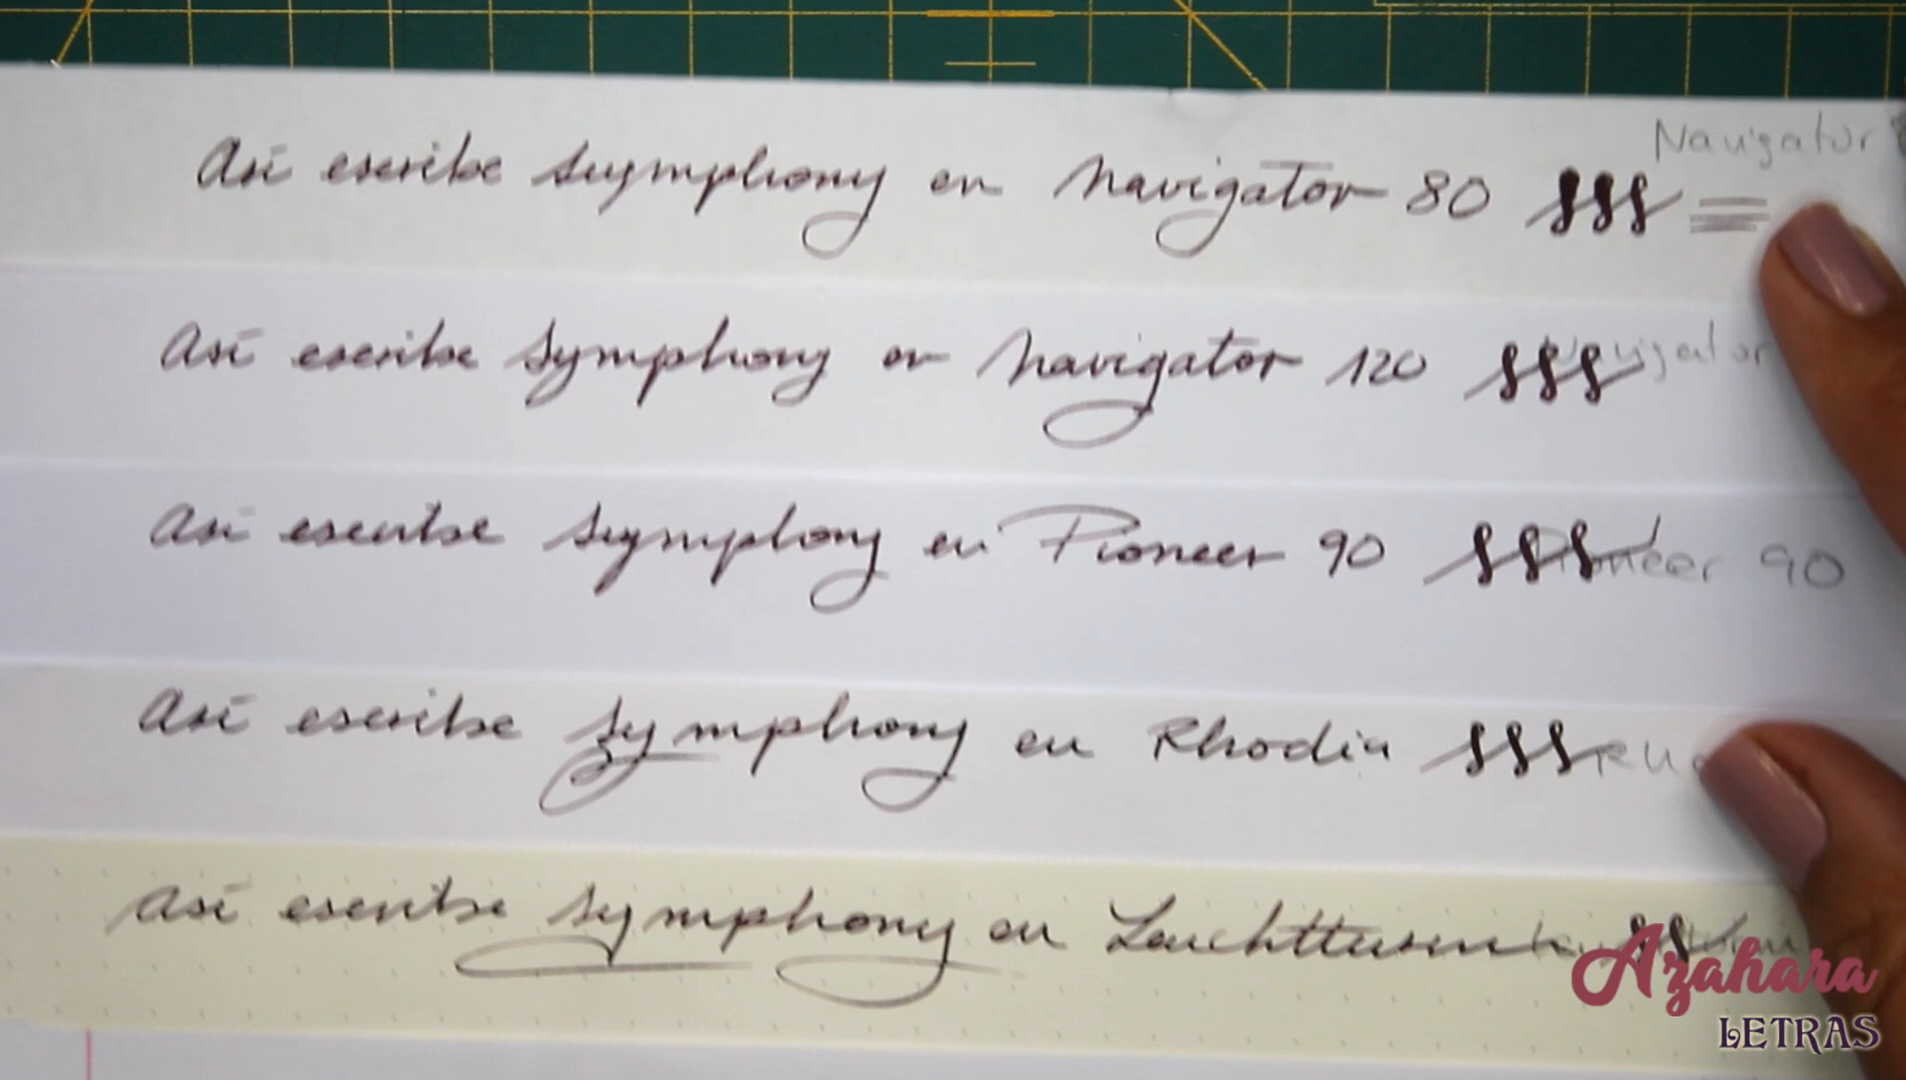 Navigator
Así escribe Symphony en Navigator 80
Así escribe Symphony en Navigator 120
Así escribe Symphony en Pioneer 90 Pioneer 90
Así escribe Symphony en Rhodia
Así escribe Symphony en Leuchtturm
Azahara
LETRAS